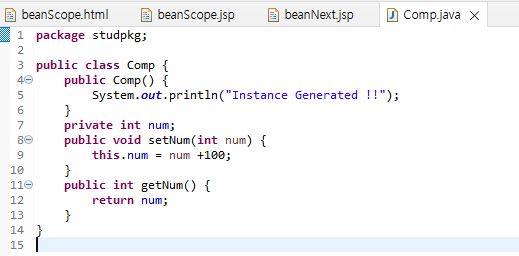 beanScope.html beanScope.jsp beanNext.jsp Comp.java
1 package studpkg;
2
3 public class Comp {
4 public Comp() {
5 System.out.println("Instance Generated !!");
6 }
7 private int num;
8 public void setNum(int num) {
9 this.num = num +100;
10 }
11 public int getNum() {
12 return num;
13 }
14 }
15